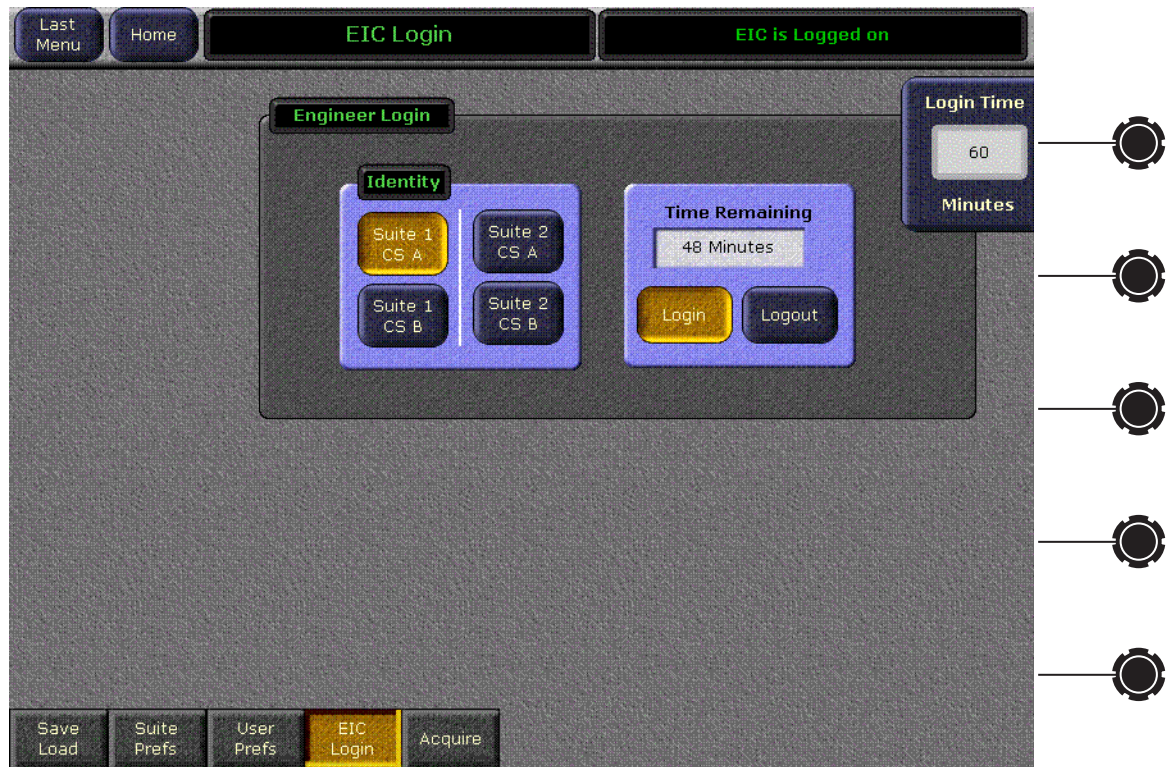 Last
Menu
Home
EIC Login
EIC is Logged on
Login Time
60
Minutes
Engineer Login
Identity
Suite 1
CS A
Suite 2
CS A
Suite 1
CS B
Suite 2
CS B
Time Remaining
48 Minutes
Login
Logout
Save
Load
Suite
Prefs
User
Prefs
EIC
Login
Acquire